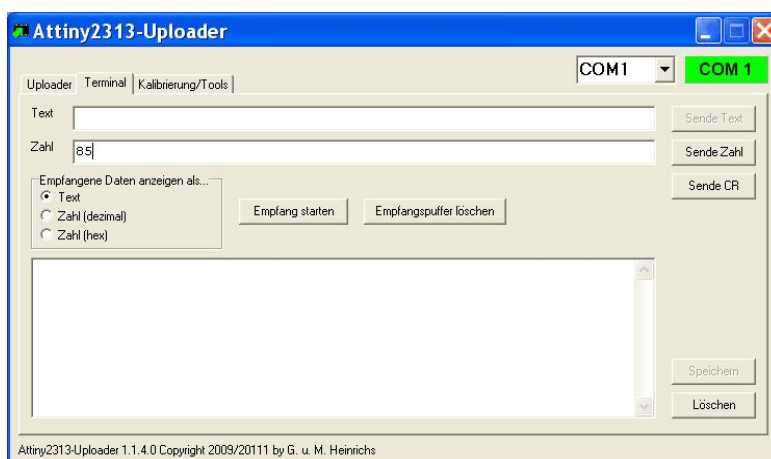 Attiny2313-Uploader
COM1 COM 1
Uploader Terminal Kalibrierung/Tools
Text Sende Text
Zahl 85 Sende Zahl
Empfangene Daten anzeigen als... Sende CR
Text
Zahl (dezimal) Empfang starten Empfangspuffer löschen
Zahl (hex)
Speichern
Löschen
Attiny2313-Uploader 1.1.4.0 Copyright 2009/20111 by G. u. M. Heinrichs